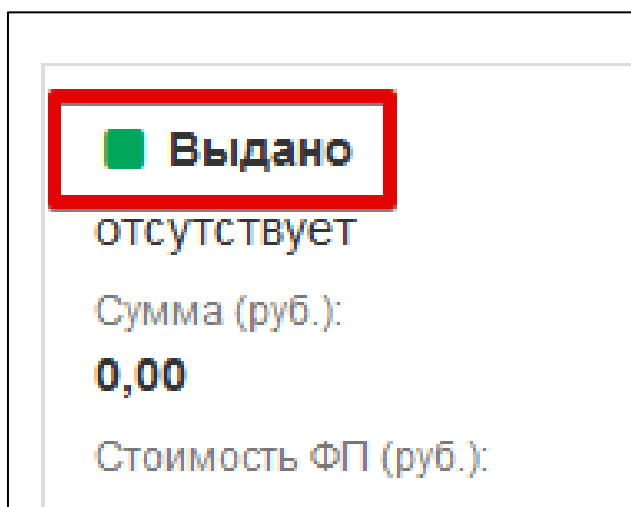 Выдано
отсутствует
Сумма (руб.):
0,00
Стоимость ФП (руб.):